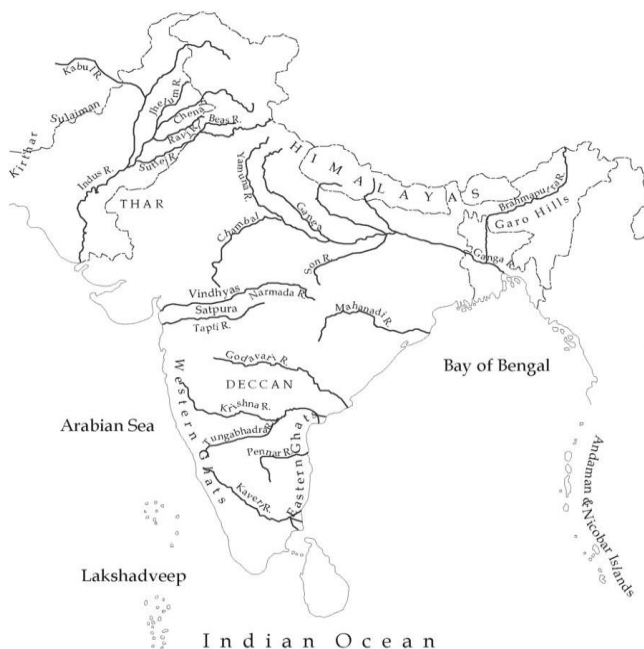 Kabul R.
Jhelum R.
Chenab
Sulaiman
Ravi R.
Beas R.
Kirthar
Sutlej R.
Indus R.
HIMALAYAS
Yamuna R.
Brahmaputra R.
THAR
Ganga
Garo Hills
Chambal
Son R.
Ganga R.
Vindhyas
Narmada R.
Satpura
Mahanadi R.
Tapti R.
Godavari R.
Bay of Bengal
DECCAN
Western Ghats
Krishna R.
Arabian Sea
Tungabhadra R.
Eastern Ghats
Pennar R.
Andaman & Nicobar Islands
Kaveri R.
Lakshadveep
Indian Ocean